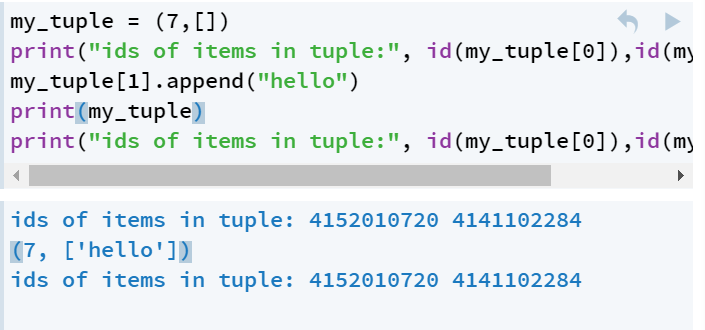 my_tuple = (7,[])
print("ids of items in tuple:", id(my_tuple[0]),id(my
my_tuple[1].append("hello")
print(my_tuple)
print("ids of items in tuple:", id(my_tuple[0]),id(my
ids of items in tuple: 4152010720 4141102284
(7, ['hello'])
ids of items in tuple: 4152010720 4141102284